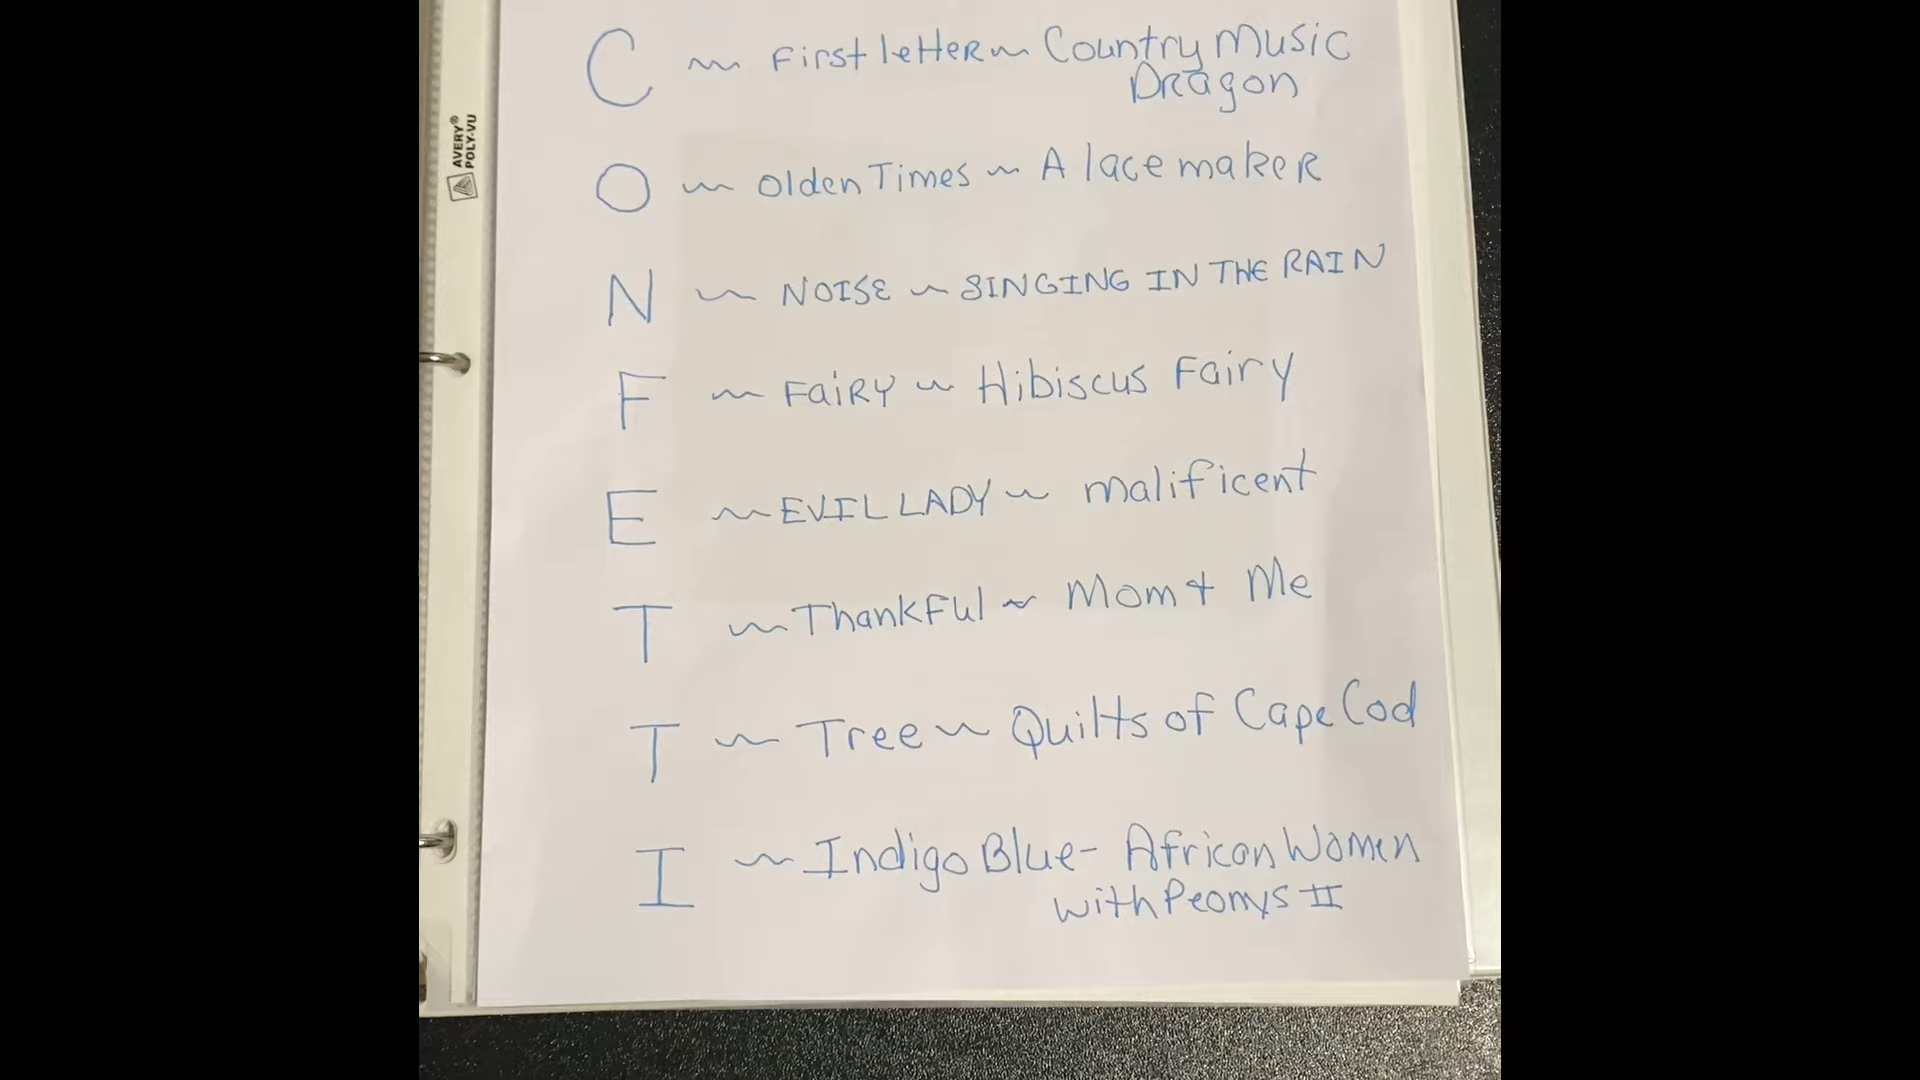 AVERY®
POLY-VU
C ~ First letter ~ Country Music
Dragon
O ~ Olden Times ~ A lace maker
N ~ NOISE ~ SINGING IN THE RAIN
F ~ FAiRY ~ Hibiscus Fairy
E ~ EVIL LADY ~ malificent
T ~ Thankful ~ Mom + Me
T ~ Tree ~ Quilts of Cape Cod
I ~ Indigo Blue - African Women
with Peomys II